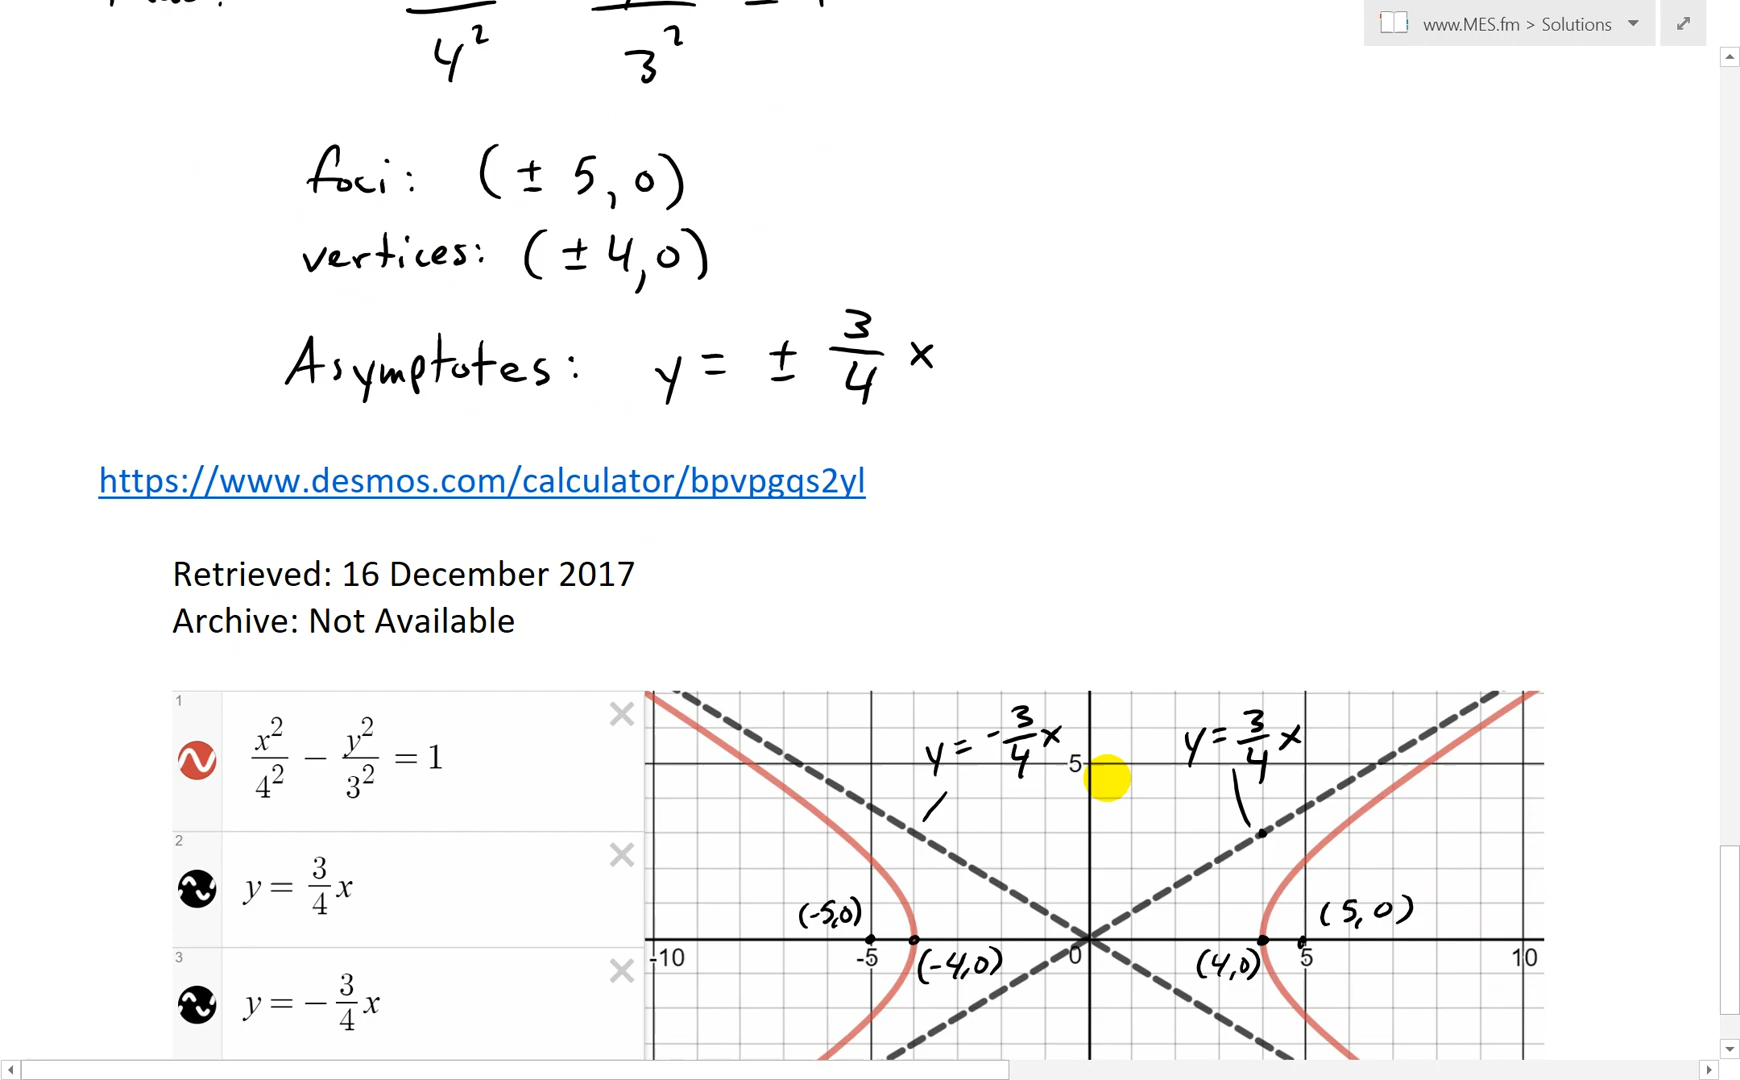 www.MES.fm > Solutions
4² 3²
foci: (± 5, 0)
vertices: (± 4, 0)
Asymptotes: y = ± 3/4 x
https://www.desmos.com/calculator/bpvpgqs2yl
Retrieved: 16 December 2017
Archive: Not Available
1
x²/4² − y²/3² = 1
2
y = 3/4 x
3
y = − 3/4 x
y = - 3/4 x
y = 3/4 x
5
(-5,0)
(5, 0)
-10 -5 0 5 10
(-4,0)
(4,0)